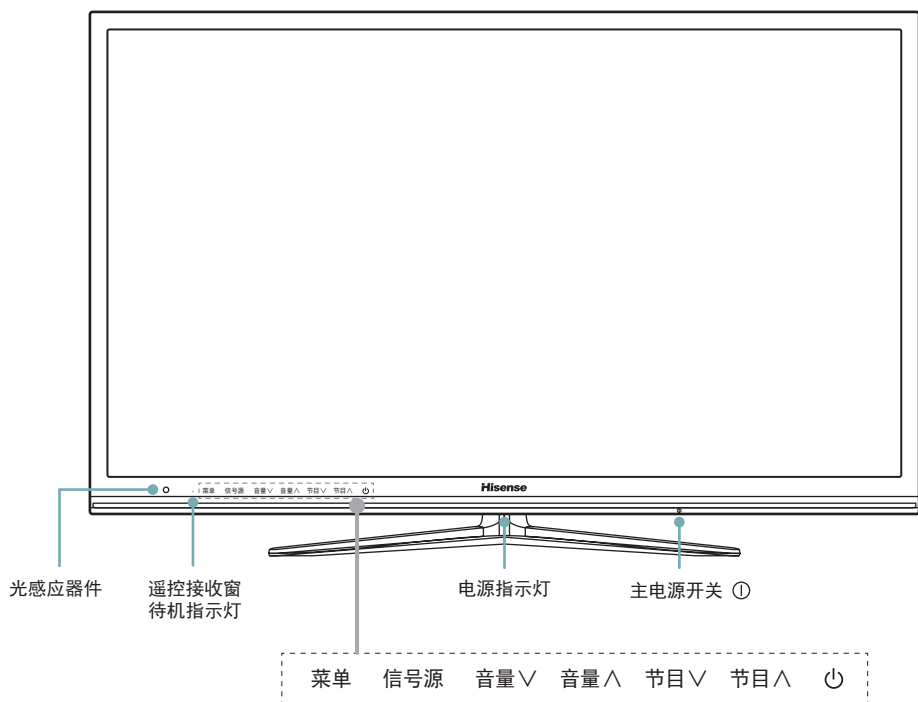 Hisense
菜单 信号源 音量∨ 音量∧ 节目∨ 节目∧ ⏻
光感应器件
遥控接收窗
待机指示灯
电源指示灯
主电源开关 ⏼
菜单 信号源 音量∨ 音量∧ 节目∨ 节目∧ ⏻